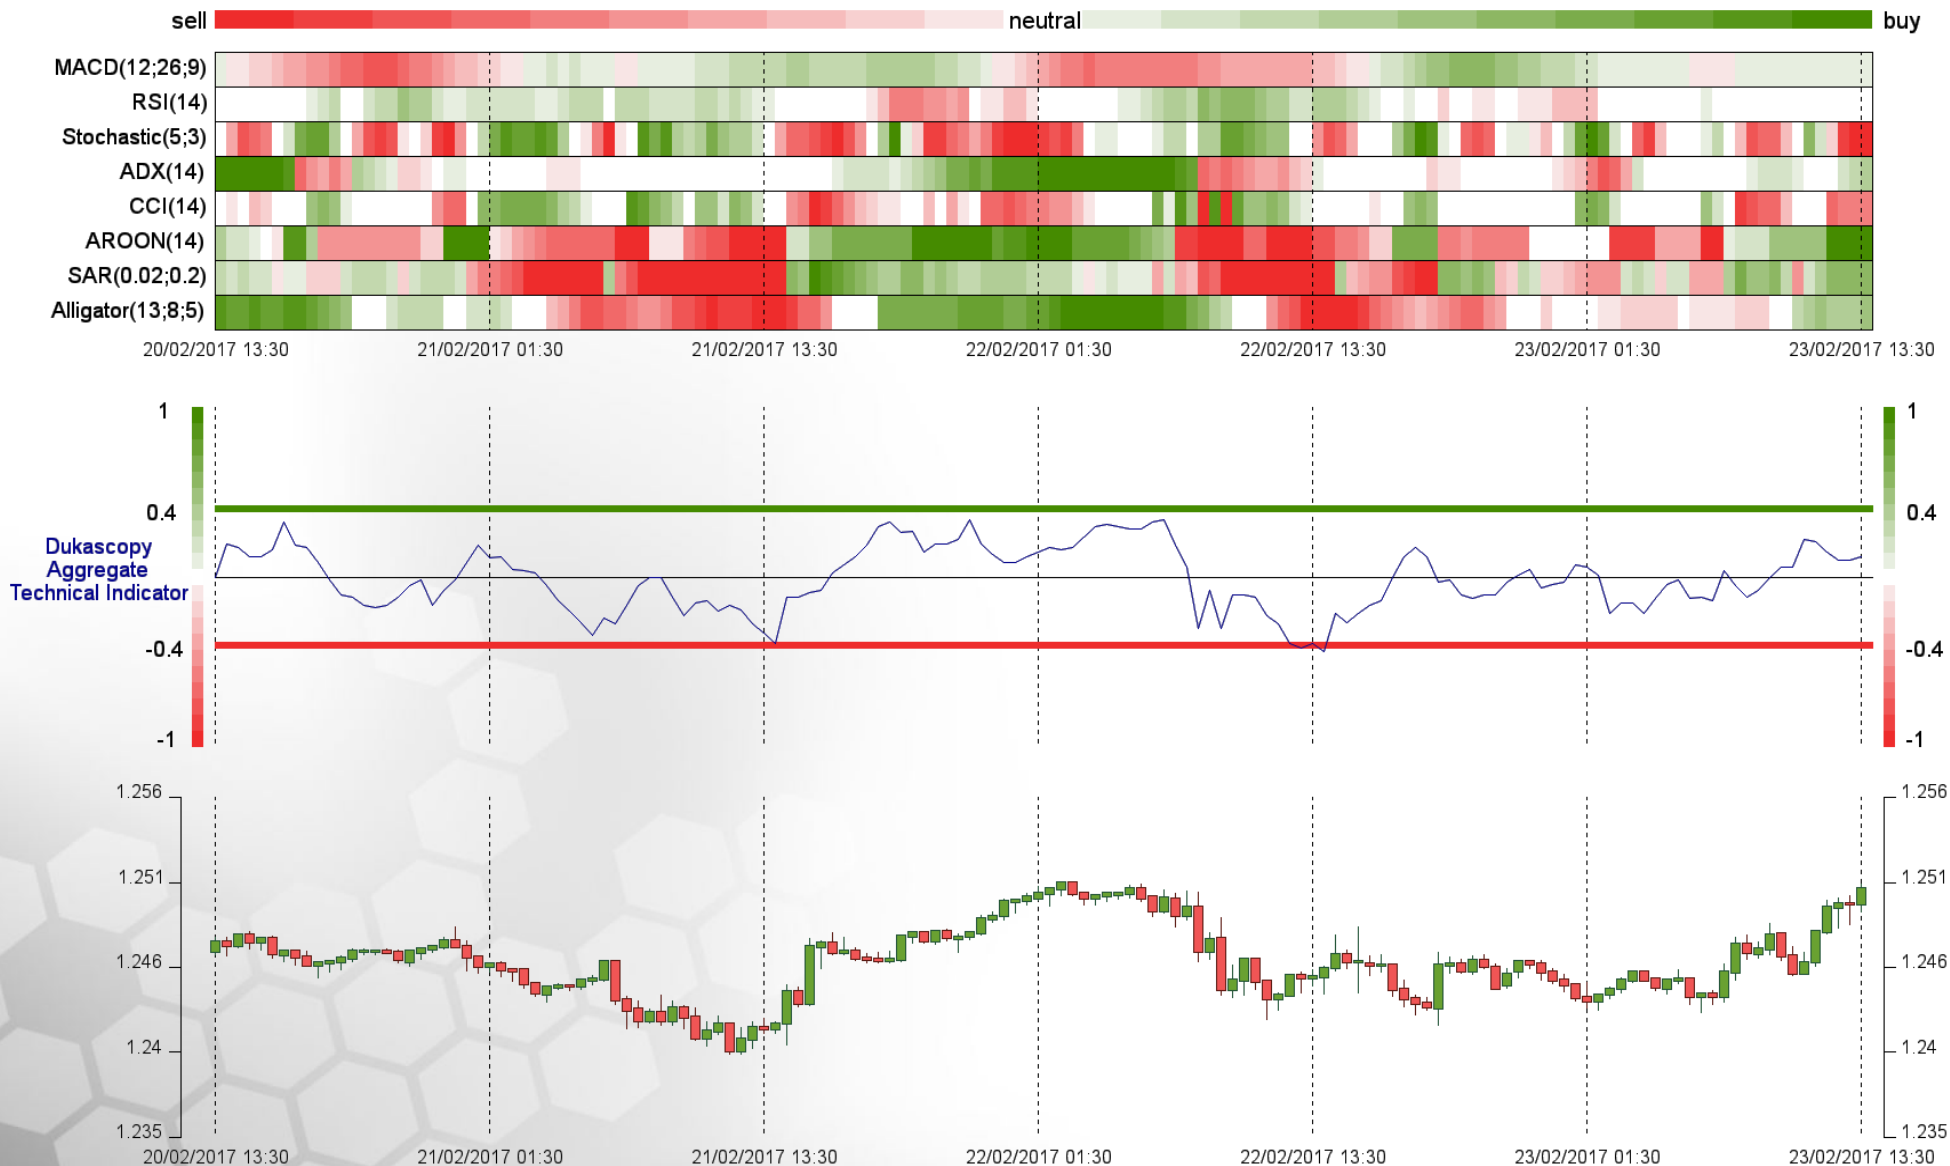 sell neutral buy
MACD(12;26;9)
RSI(14)
Stochastic(5;3)
ADX(14)
CCI(14)
AROON(14)
SAR(0.02;0.2)
Alligator(13;8;5)
20/02/2017 13:30 21/02/2017 01:30 21/02/2017 13:30 22/02/2017 01:30 22/02/2017 13:30 23/02/2017 01:30 23/02/2017 13:30
1 1
0.4 0.4
Dukascopy
Aggregate
Technical Indicator
-0.4 -0.4
-1 -1
1.256 1.256
1.251 1.251
1.246 1.246
1.24 1.24
1.235 1.235
20/02/2017 13:30 21/02/2017 01:30 21/02/2017 13:30 22/02/2017 01:30 22/02/2017 13:30 23/02/2017 01:30 23/02/2017 13:30